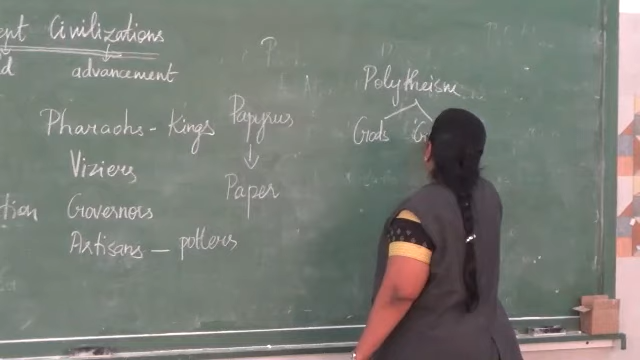 Civilizations
advancement
Pharaohs - Kings
Viziers
Governors
Artisans — potters
Papyrus
↓
Paper
Polytheism
Gods